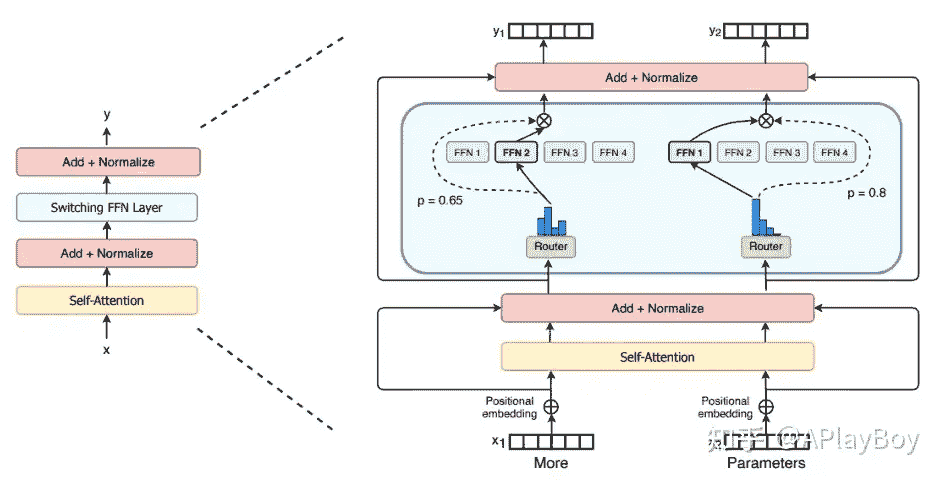 y
Add + Normalize
Switching FFN Layer
Add + Normalize
Self-Attention
x
y1
y2
Add + Normalize
FFN 1 FFN 2 FFN 3 FFN 4
FFN 1 FFN 2 FFN 3 FFN 4
p = 0.65
p = 0.8
Router
Router
Add + Normalize
Self-Attention
Positional
embedding
Positional
embedding
x1
x2
More
Parameters
知乎 @APlayBoy